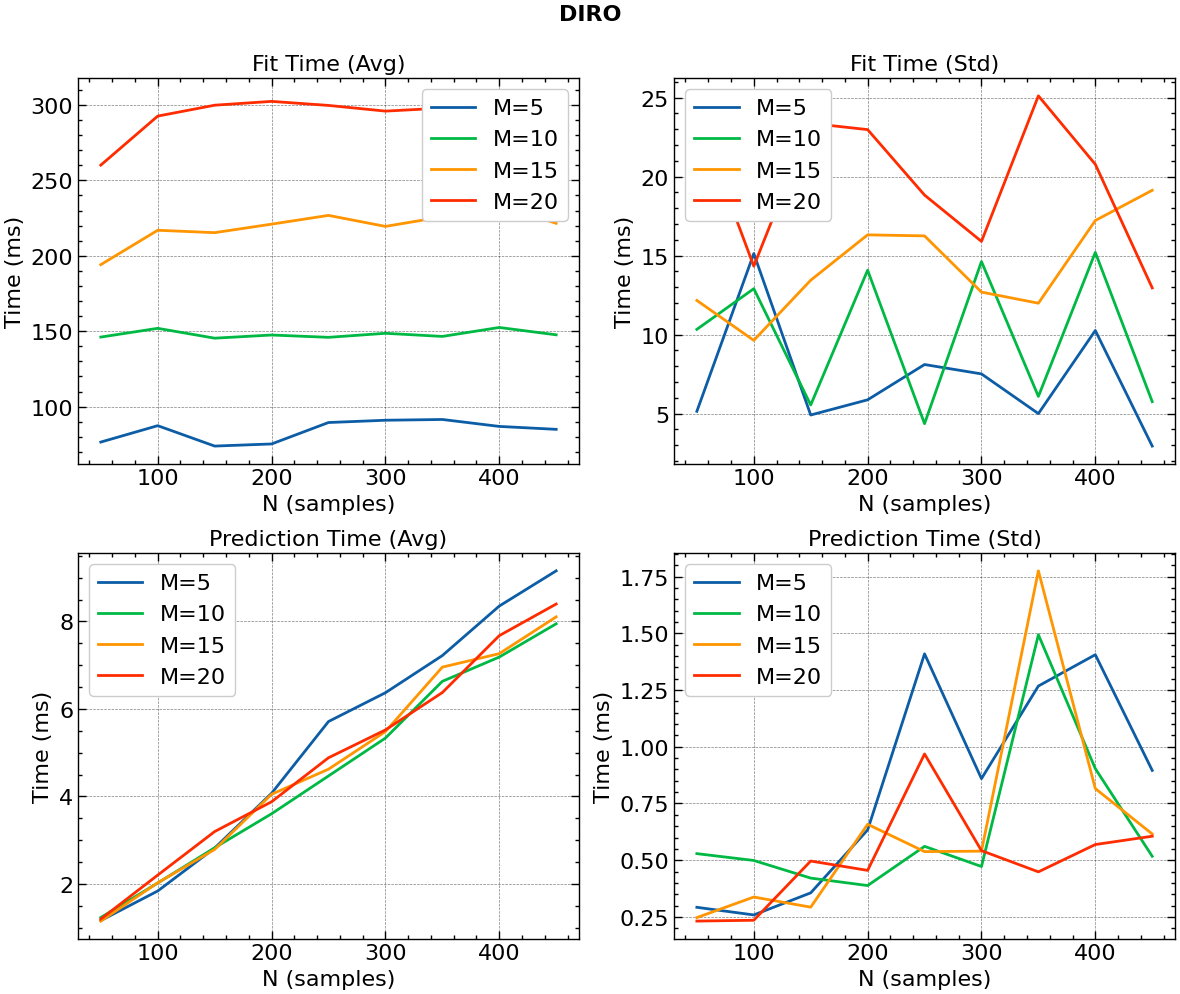 DIRO
Fit Time (Avg)
Time (ms)
300
250
200
150
100
M=5
M=10
M=15
M=20
100 200 300 400
N (samples)
Fit Time (Std)
Time (ms)
25
20
15
10
5
M=5
M=10
M=15
M=20
100 200 300 400
N (samples)
Prediction Time (Avg)
Time (ms)
8
6
4
2
M=5
M=10
M=15
M=20
100 200 300 400
N (samples)
Prediction Time (Std)
Time (ms)
1.75
1.50
1.25
1.00
0.75
0.50
0.25
M=5
M=10
M=15
M=20
100 200 300 400
N (samples)